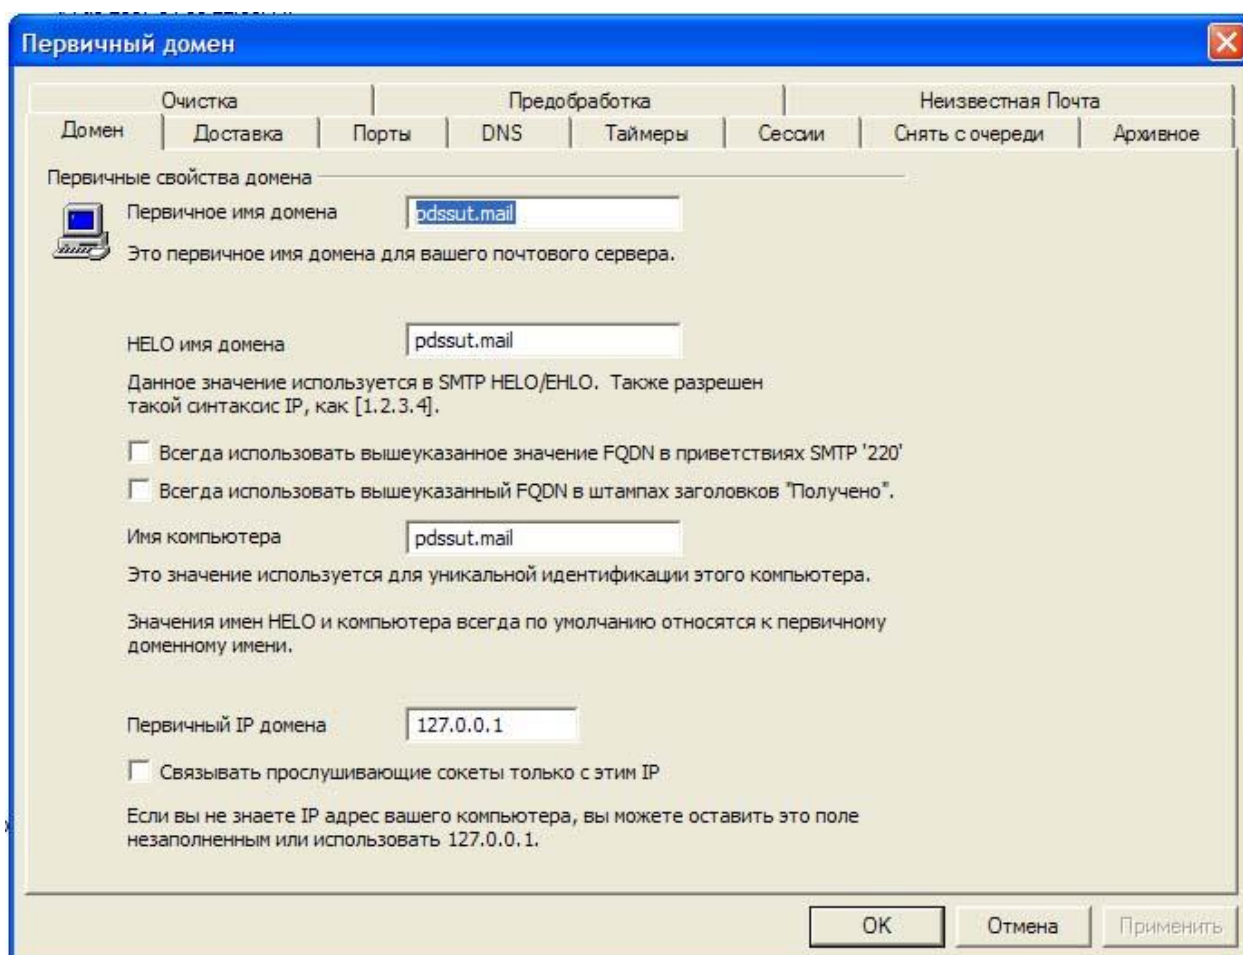 Первичный домен
Очистка Предобработка Неизвестная Почта
Домен Доставка Порты DNS Таймеры Сессии Снять с очереди Архивное
Первичные свойства домена
Первичное имя домена pdssut.mail
Это первичное имя домена для вашего почтового сервера.
HELO имя домена pdssut.mail
Данное значение используется в SMTP HELO/EHLO. Также разрешен
такой синтаксис IP, как [1.2.3.4].
Всегда использовать вышеуказанное значение FQDN в приветствиях SMTP '220'
Всегда использовать вышеуказанный FQDN в штампах заголовков "Получено".
Имя компьютера pdssut.mail
Это значение используется для уникальной идентификации этого компьютера.
Значения имен HELO и компьютера всегда по умолчанию относятся к первичному
доменному имени.
Первичный IP домена 127.0.0.1
Связывать прослушивающие сокеты только с этим IP
Если вы не знаете IP адрес вашего компьютера, вы можете оставить это поле
незаполненным или использовать 127.0.0.1.
OK Отмена Применить